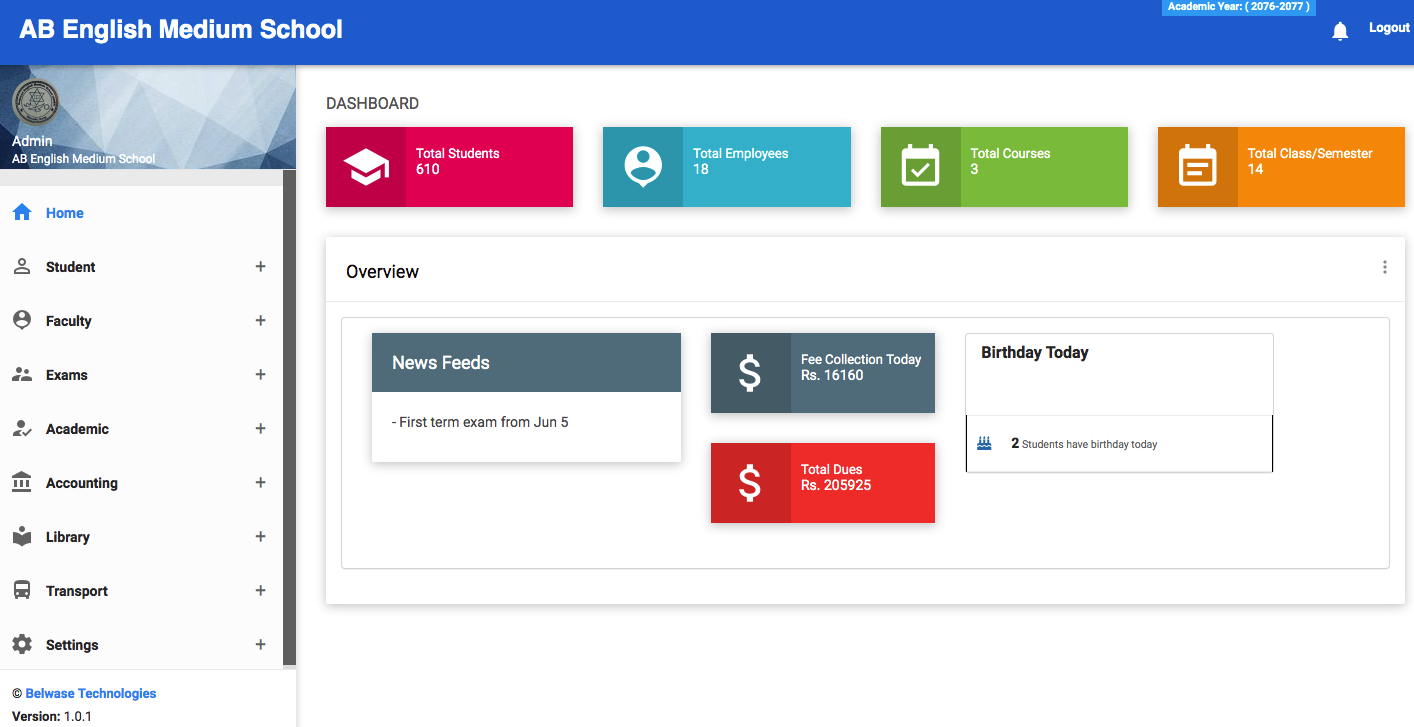 AB English Medium School
Academic Year: ( 2076-2077 )
Logout
Admin
AB English Medium School
Home
Student +
Faculty +
Exams +
Academic +
Accounting +
Library +
Transport +
Settings +
© Belwase Technologies
Version: 1.0.1
DASHBOARD
Total Students
610
Total Employees
18
Total Courses
3
Total Class/Semester
14
Overview
News Feeds
- First term exam from Jun 5
Fee Collection Today
Rs. 16160
Total Dues
Rs. 205925
Birthday Today
2 Students have birthday today